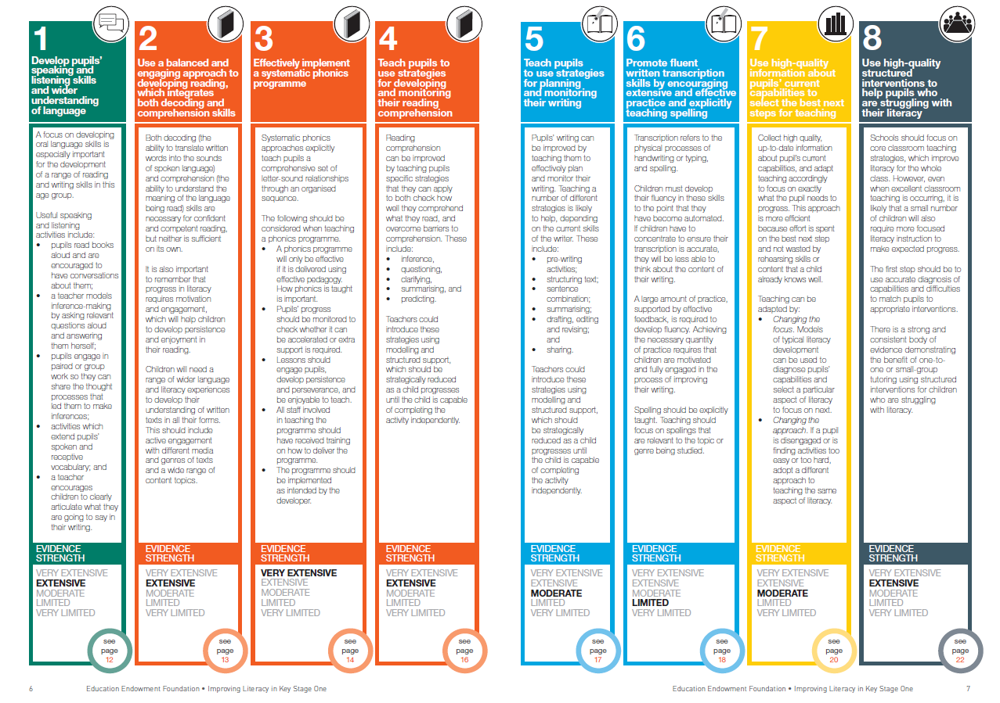 1
Develop pupils'
speaking and
listening skills
and wider
understanding
of language
A focus on developing
oral language skills is
especially important
for the development
of a range of reading
and writing skills in this
age group.
Useful speaking
and listening
activities include:
• pupils read books
aloud and are
encouraged to
have conversations
about them;
• a teacher models
inference-making
by asking relevant
questions aloud
and answering
them herself;
• pupils engage in
paired or group
work so they can
share the thought
processes that
led them to make
inferences;
• activities which
extend pupils'
spoken and
receptive
vocabulary; and
• a teacher
encourages
children to clearly
articulate what they
are going to say in
their writing.
EVIDENCE
STRENGTH
VERY EXTENSIVE
EXTENSIVE
MODERATE
LIMITED
VERY LIMITED
see
page
12
2
Use a balanced and
engaging approach to
developing reading,
which integrates
both decoding and
comprehension skills
Both decoding (the
ability to translate written
words into the sounds
of spoken language)
and comprehension (the
ability to understand the
meaning of the language
being read) skills are
necessary for confident
and competent reading,
but neither is sufficient
on its own.
It is also important
to remember that
progress in literacy
requires motivation
and engagement,
which will help children
to develop persistence
and enjoyment in
their reading.
Children will need a
range of wider language
and literacy experiences
to develop their
understanding of written
texts in all their forms.
This should include
active engagement
with different media
and genres of texts
and a wide range of
content topics.
EVIDENCE
STRENGTH
VERY EXTENSIVE
EXTENSIVE
MODERATE
LIMITED
VERY LIMITED
see
page
13
3
Effectively implement
a systematic phonics
programme
Systematic phonics
approaches explicitly
teach pupils a
comprehensive set of
letter-sound relationships
through an organised
sequence.
The following should be
considered when teaching
a phonics programme.
• A phonics programme
will only be effective
if it is delivered using
effective pedagogy.
How phonics is taught
is important.
• Pupils' progress
should be monitored to
check whether it can
be accelerated or extra
support is required.
• Lessons should
engage pupils,
develop persistence
and perseverance, and
be enjoyable to teach.
• All staff involved
in teaching the
programme should
have received training
on how to deliver the
programme.
• The programme should
be implemented
as intended by the
developer.
EVIDENCE
STRENGTH
VERY EXTENSIVE
EXTENSIVE
MODERATE
LIMITED
VERY LIMITED
see
page
14
4
Teach pupils to
use strategies
for developing
and monitoring
their reading
comprehension
Reading
comprehension
can be improved
by teaching pupils
specific strategies
that they can apply
to both check how
well they comprehend
what they read, and
overcome barriers to
comprehension. These
include:
• inference,
• questioning,
• clarifying,
• summarising, and
• predicting.
Teachers could
introduce these
strategies using
modelling and
structured support,
which should be
strategically reduced
as a child progresses
until the child is capable
of completing the
activity independently.
EVIDENCE
STRENGTH
VERY EXTENSIVE
EXTENSIVE
MODERATE
LIMITED
VERY LIMITED
see
page
16
6
Education Endowment Foundation • Improving Literacy in Key Stage One
5
Teach pupils
to use strategies
for planning
and monitoring
their writing
Pupils' writing can
be improved by
teaching them to
effectively plan
and monitor their
writing. Teaching a
number of different
strategies is likely
to help, depending
on the current skills
of the writer. These
include:
• pre-writing
activities;
• structuring text;
• sentence
combination;
• summarising;
• drafting, editing
and revising;
and
• sharing.
Teachers could
introduce these
strategies using
modelling and
structured support,
which should
be strategically
reduced as a child
progresses until
the child is capable
of completing
the activity
independently.
EVIDENCE
STRENGTH
VERY EXTENSIVE
EXTENSIVE
MODERATE
LIMITED
VERY LIMITED
see
page
17
6
Promote fluent
written transcription
skills by encouraging
extensive and effective
practice and explicitly
teaching spelling
Transcription refers to the
physical processes of
handwriting or typing,
and spelling.
Children must develop
their fluency in these skills
to the point that they
have become automated.
If children have to
concentrate to ensure their
transcription is accurate,
they will be less able to
think about the content of
their writing.
A large amount of practice,
supported by effective
feedback, is required to
develop fluency. Achieving
the necessary quantity
of practice requires that
children are motivated
and fully engaged in the
process of improving
their writing.
Spelling should be explicitly
taught. Teaching should
focus on spellings that
are relevant to the topic or
genre being studied.
EVIDENCE
STRENGTH
VERY EXTENSIVE
EXTENSIVE
MODERATE
LIMITED
VERY LIMITED
see
page
18
7
Use high-quality
information about
pupils' current
capabilities to
select the best next
steps for teaching
Collect high quality,
up-to-date information
about pupil's current
capabilities, and adapt
teaching accordingly
to focus on exactly
what the pupil needs to
progress. This approach
is more efficient
because effort is spent
on the best next step
and not wasted by
rehearsing skills or
content that a child
already knows well.
Teaching can be
adapted by:
• Changing the
focus. Models
of typical literacy
development
can be used to
diagnose pupils'
capabilities and
select a particular
aspect of literacy
to focus on next.
• Changing the
approach. If a pupil
is disengaged or is
finding activities too
easy or too hard,
adopt a different
approach to
teaching the same
aspect of literacy.
EVIDENCE
STRENGTH
VERY EXTENSIVE
EXTENSIVE
MODERATE
LIMITED
VERY LIMITED
see
page
20
8
Use high-quality
structured
interventions to
help pupils who
are struggling with
their literacy
Schools should focus on
core classroom teaching
strategies, which improve
literacy for the whole
class. However, even
when excellent classroom
teaching is occurring, it is
likely that a small number
of children will also
require more focused
literacy instruction to
make expected progress.
The first step should be to
use accurate diagnosis of
capabilities and difficulties
to match pupils to
appropriate interventions.
There is a strong and
consistent body of
evidence demonstrating
the benefit of one-to-
one or small-group
tutoring using structured
interventions for children
who are struggling
with literacy.
EVIDENCE
STRENGTH
VERY EXTENSIVE
EXTENSIVE
MODERATE
LIMITED
VERY LIMITED
see
page
22
Education Endowment Foundation • Improving Literacy in Key Stage One
7